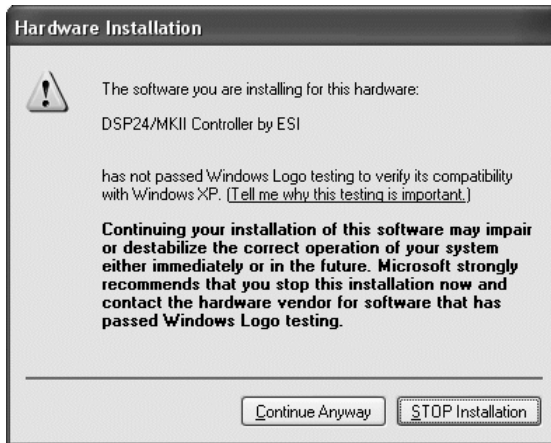 Hardware Installation
The software you are installing for this hardware:
DSP24/MKII Controller by ESI
has not passed Windows Logo testing to verify its compatibility
with Windows XP. (Tell me why this testing is important.)
Continuing your installation of this software may impair
or destabilize the correct operation of your system
either immediately or in the future. Microsoft strongly
recommends that you stop this installation now and
contact the hardware vendor for software that has
passed Windows Logo testing.
Continue Anyway
STOP Installation